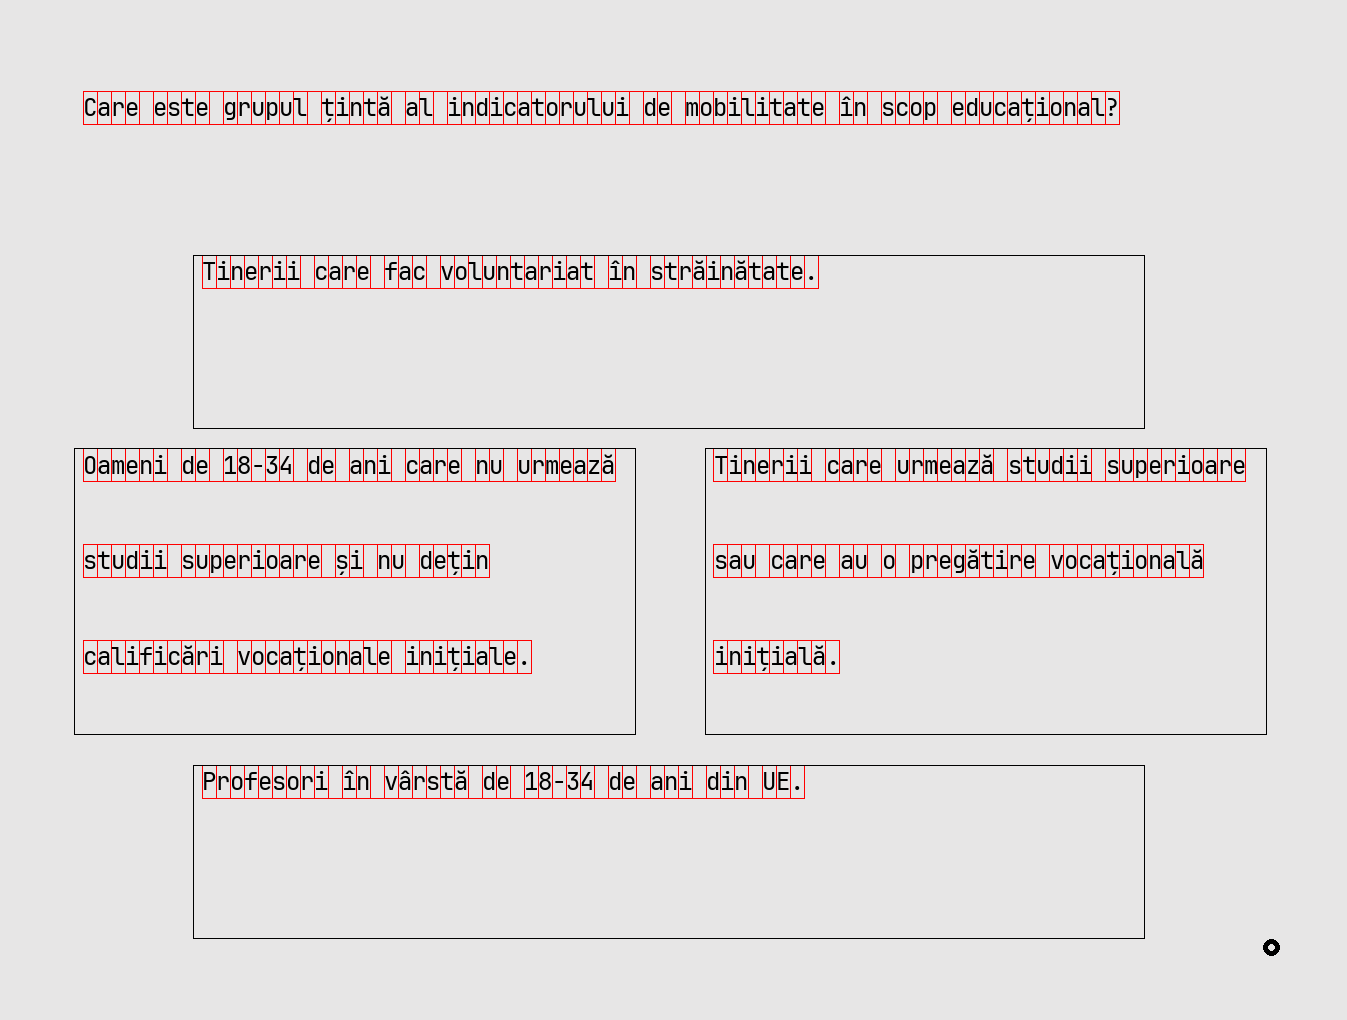 Care este grupul țintă al indicatorului de mobilitate în scop educațional?
Tinerii care fac voluntariat în străinătate.
Oameni de 18-34 de ani care nu urmează
studii superioare și nu dețin
calificări vocaționale inițiale.
Tinerii care urmează studii superioare
sau care au o pregătire vocațională
inițială.
Profesori în vârstă de 18-34 de ani din UE.